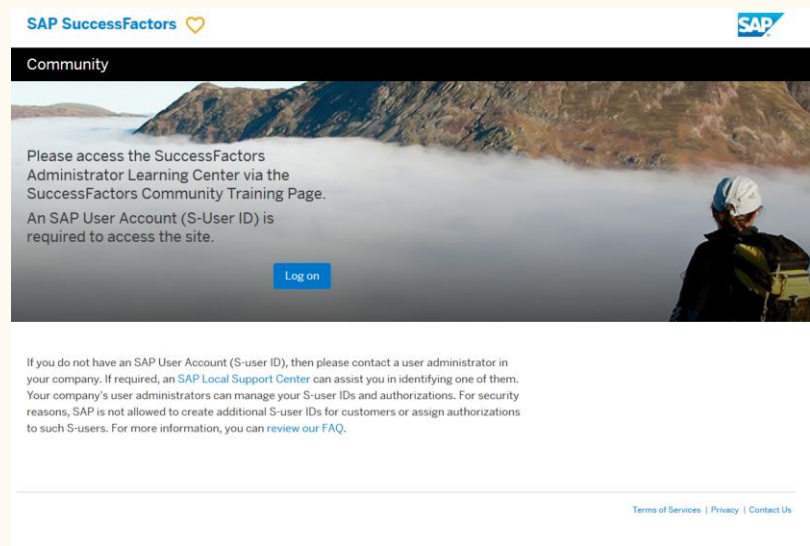 SAP SuccessFactors
SAP
Community
Please access the SuccessFactors
Administrator Learning Center via the
SuccessFactors Community Training Page.
An SAP User Account (S-User ID) is
required to access the site.
Log on
If you do not have an SAP User Account (S-user ID), then please contact a user administrator in
your company. If required, an SAP Local Support Center can assist you in identifying one of them.
Your company's user administrators can manage your S-user IDs and authorizations. For security
reasons, SAP is not allowed to create additional S-user IDs for customers or assign authorizations
to such S-users. For more information, you can review our FAQ.
Terms of Services | Privacy | Contact Us